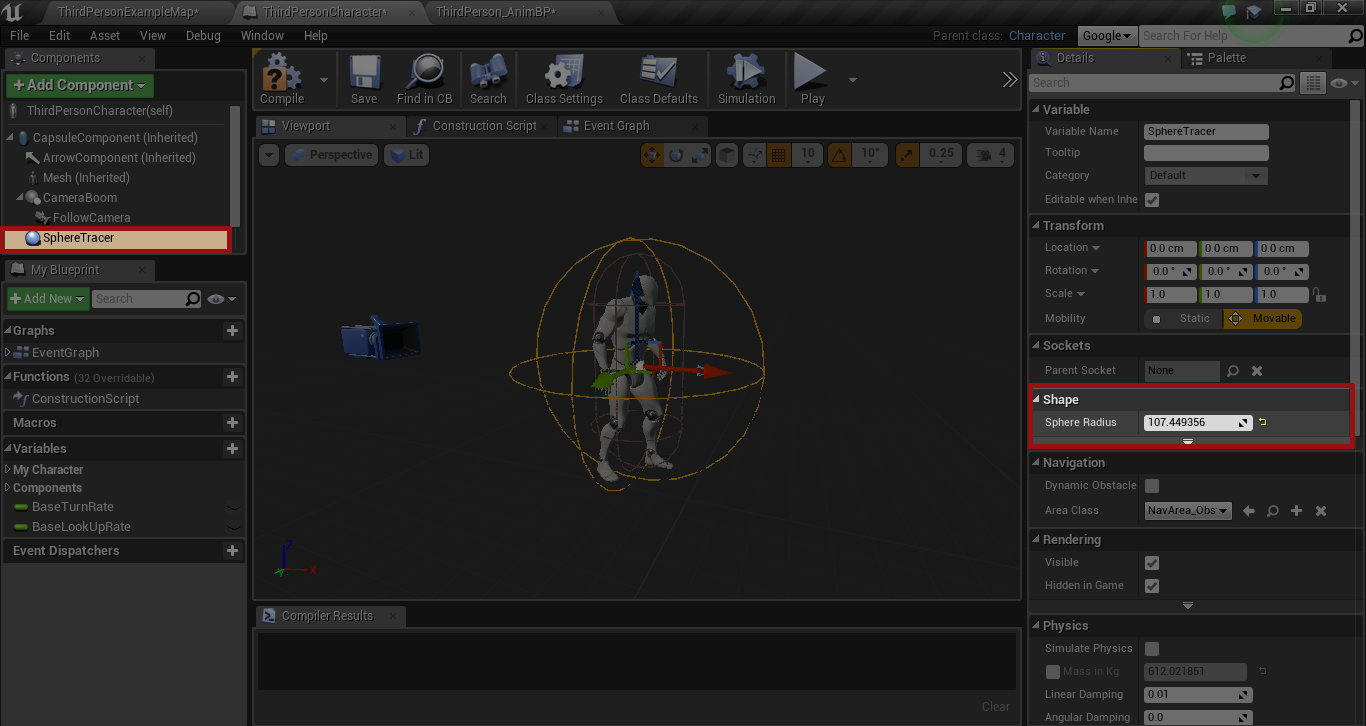 ThirdPersonExampleMap*
ThirdPersonCharacter*
ThirdPerson_AnimBP*
File Edit Asset View Debug Window Help
Parent class: Character
Google
Search For Help
Components
+Add Component
ThirdPersonCharacter(self)
CapsuleComponent (Inherited)
ArrowComponent (Inherited)
Mesh (Inherited)
CameraBoom
FollowCamera
SphereTracer
My Blueprint
+Add New
Search
Graphs
EventGraph
Functions (32 Overridable)
ConstructionScript
Macros
Variables
My Character
Components
BaseTurnRate
BaseLookUpRate
Event Dispatchers
Compile Save Find in CB Search Class Settings Class Defaults Simulation Play
Viewport
Construction Script
Event Graph
Perspective
Lit
10
10°
0.25
4
Z
X
Compiler Results
Clear
Details
Palette
Search
Variable
Variable Name SphereTracer
Tooltip
Category Default
Editable when Inhe
Transform
Location 0.0 cm 0.0 cm 0.0 cm
Rotation 0.0 ° 0.0 ° 0.0 °
Scale 1.0 1.0 1.0
Mobility Static Movable
Sockets
Parent Socket None
Shape
Sphere Radius 107.449356
Navigation
Dynamic Obstacle
Area Class NavArea_Obs
Rendering
Visible
Hidden in Game
Physics
Simulate Physics
Mass in Kg 612.021851
Linear Damping 0.01
Angular Damping 0.0